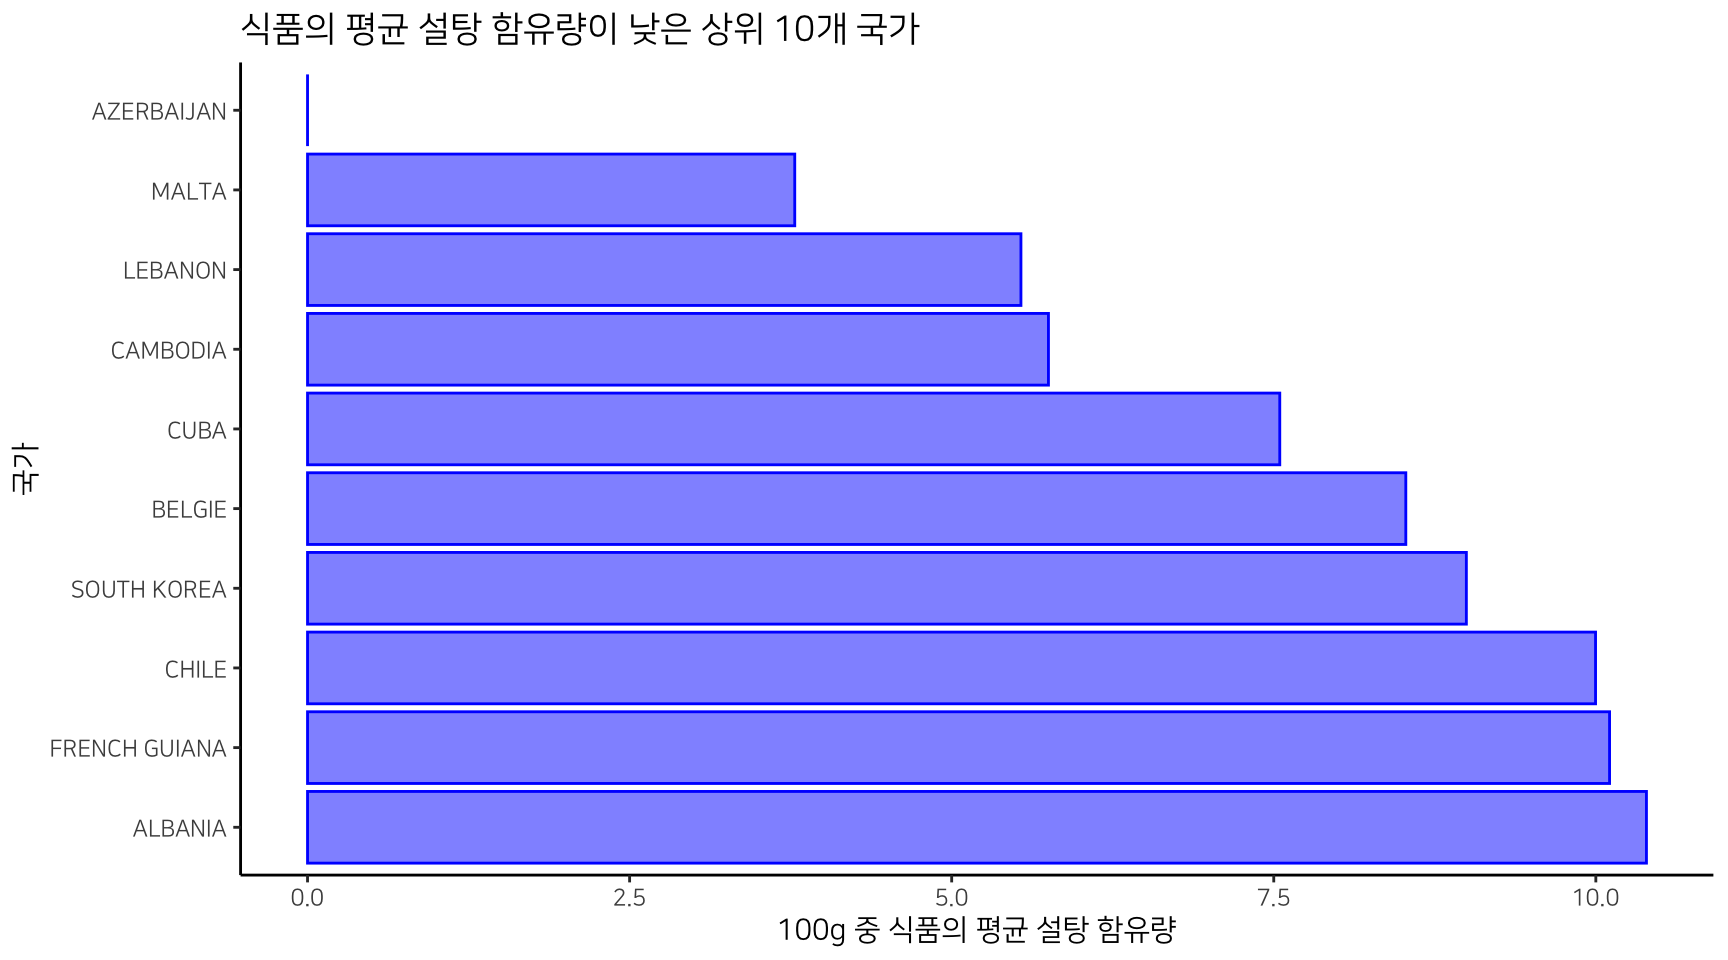 식품의 평균 설탕 함유량이 낮은 상위 10개 국가
국가
AZERBAIJAN
MALTA
LEBANON
CAMBODIA
CUBA
BELGIE
SOUTH KOREA
CHILE
FRENCH GUIANA
ALBANIA
0.0 2.5 5.0 7.5 10.0
100g 중 식품의 평균 설탕 함유량